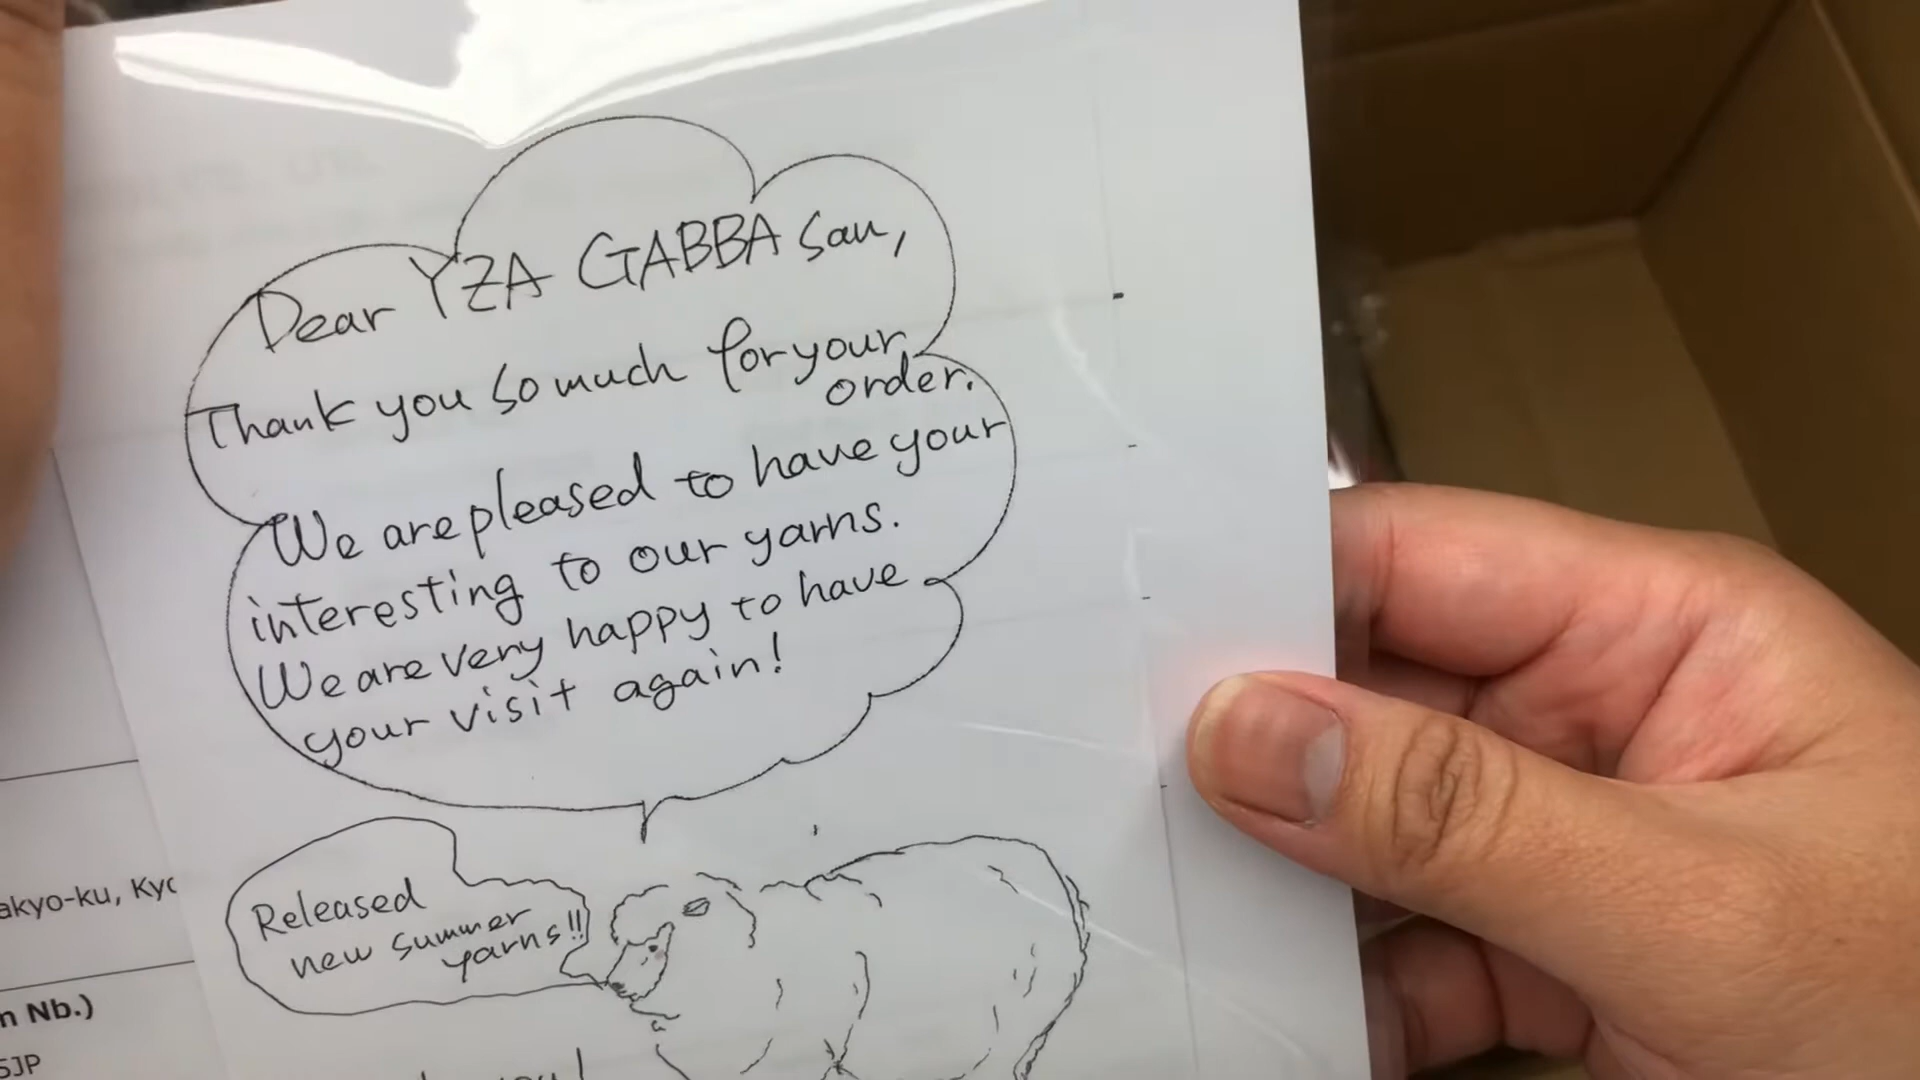 Dear YZA GABBA San,
Thank you so much for your
order.
We are pleased to have your
interesting to our yarns.
We are very happy to have
your visit again!
Released
new summer
yarns!!
akyo-ku, Kyo
n Nb.)
5JP